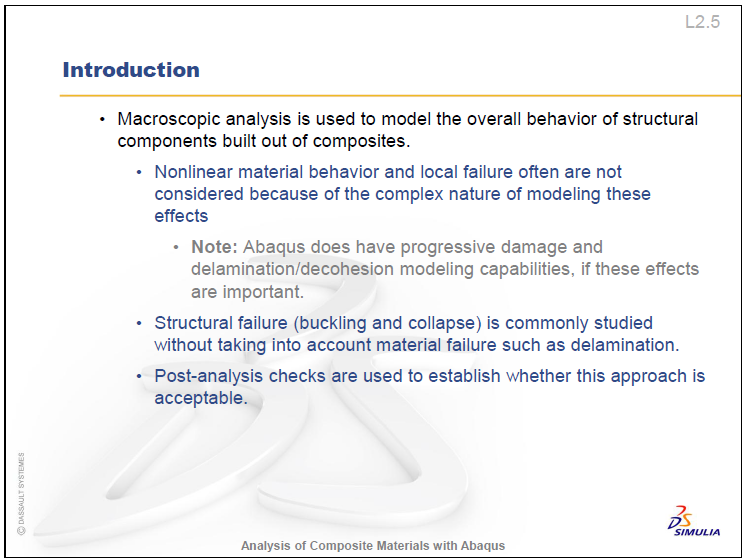 L2.5
Introduction
• Macroscopic analysis is used to model the overall behavior of structural
components built out of composites.
• Nonlinear material behavior and local failure often are not
considered because of the complex nature of modeling these
effects
• Note: Abaqus does have progressive damage and
delamination/decohesion modeling capabilities, if these effects
are important.
• Structural failure (buckling and collapse) is commonly studied
without taking into account material failure such as delamination.
• Post-analysis checks are used to establish whether this approach is
acceptable.
© DASSAULT SYSTEMES
SIMULIA
Analysis of Composite Materials with Abaqus